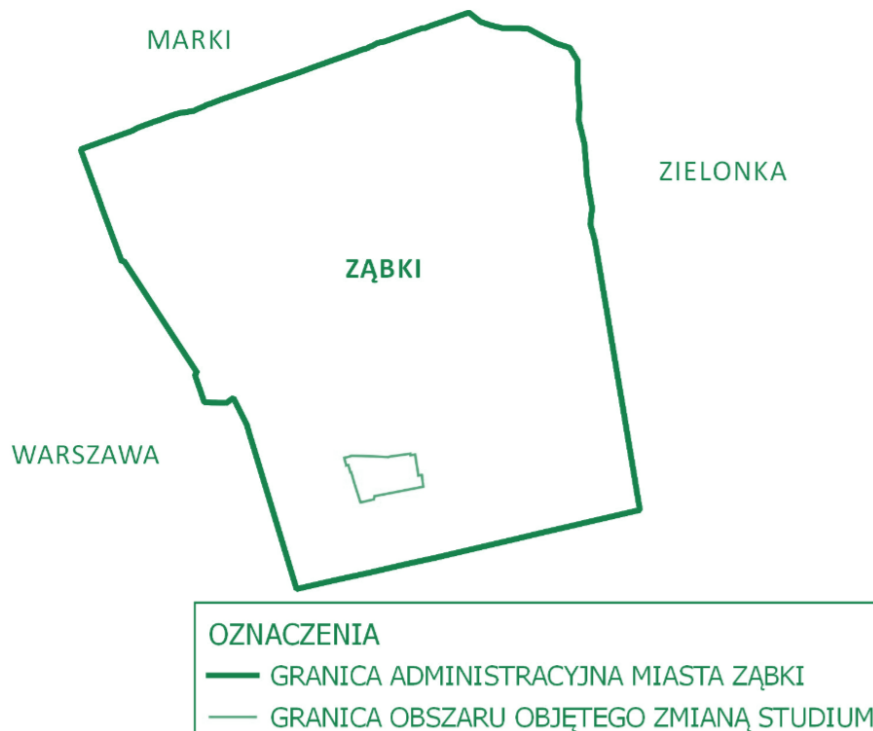 MARKI
ZIELONKA
ZĄBKI
WARSZAWA
OZNACZENIA
GRANICA ADMINISTRACYJNA MIASTA ZĄBKI
GRANICA OBSZARU OBJĘTEGO ZMIANĄ STUDIUM